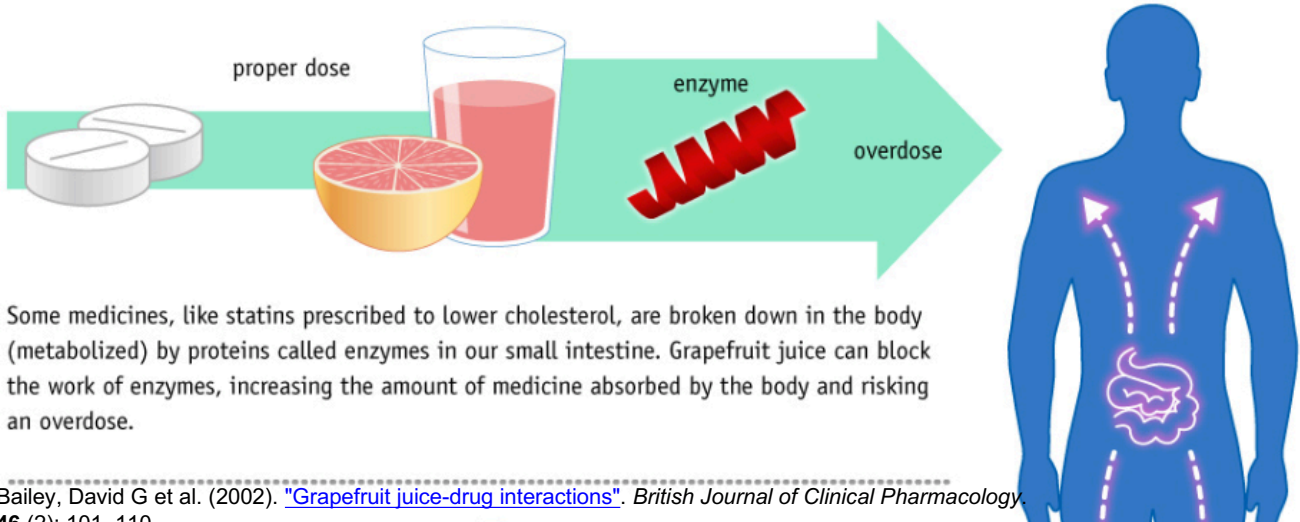 proper dose
enzyme
overdose
Some medicines, like statins prescribed to lower cholesterol, are broken down in the body
(metabolized) by proteins called enzymes in our small intestine. Grapefruit juice can block
the work of enzymes, increasing the amount of medicine absorbed by the body and risking
an overdose.
Bailey, David G et al. (2002). "Grapefruit juice-drug interactions". British Journal of Clinical Pharmacology.